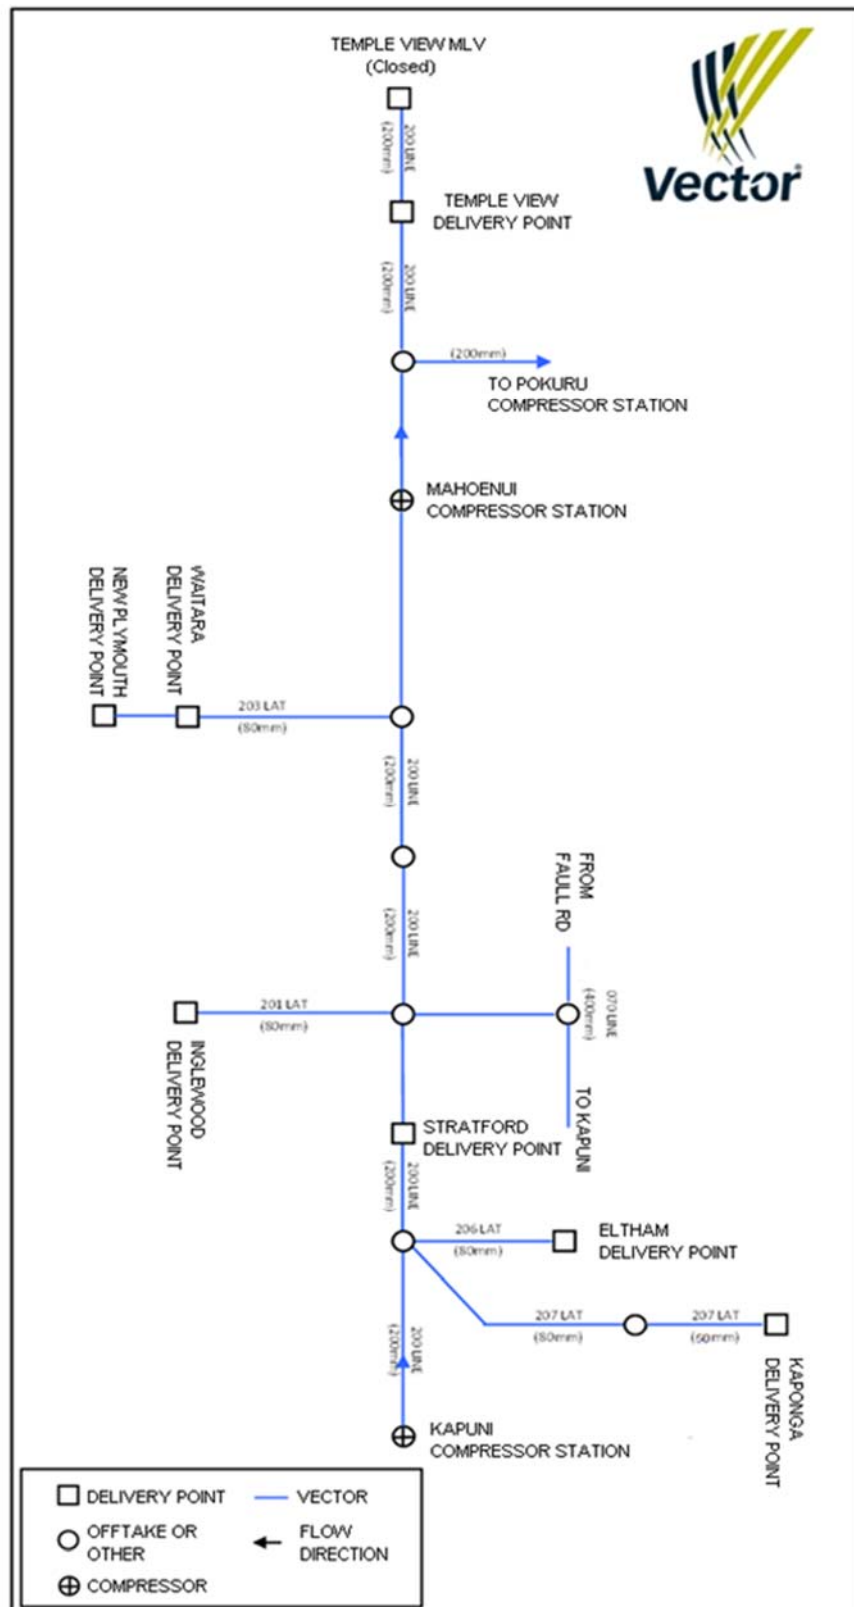 TEMPLE VIEW MLV
(Closed)
Vector
200 LINE
(200mm)
TEMPLE VIEW
DELIVERY POINT
200 LINE
(200mm)
(200mm)
TO POKURU
COMPRESSOR STATION
MAHOENUI
COMPRESSOR STATION
NEW PLYMOUTH
DELIVERY POINT
WAITARA
DELIVERY POINT
203 LAT
(80mm)
200 LINE
(200mm)
FROM
FAULL RD
200 LINE
(200mm)
070 LINE
(400mm)
201 LAT
(80mm)
INGLEWOOD
DELIVERY POINT
TO KAPUNI
STRATFORD
DELIVERY POINT
200 LINE
(200mm)
206 LAT
(80mm)
ELTHAM
DELIVERY POINT
207 LAT
(80mm)
207 LAT
(50mm)
KAPONGA
DELIVERY POINT
200 LINE
(200mm)
KAPUNI
COMPRESSOR STATION
DELIVERY POINT
VECTOR
OFFTAKE OR
OTHER
FLOW
DIRECTION
COMPRESSOR